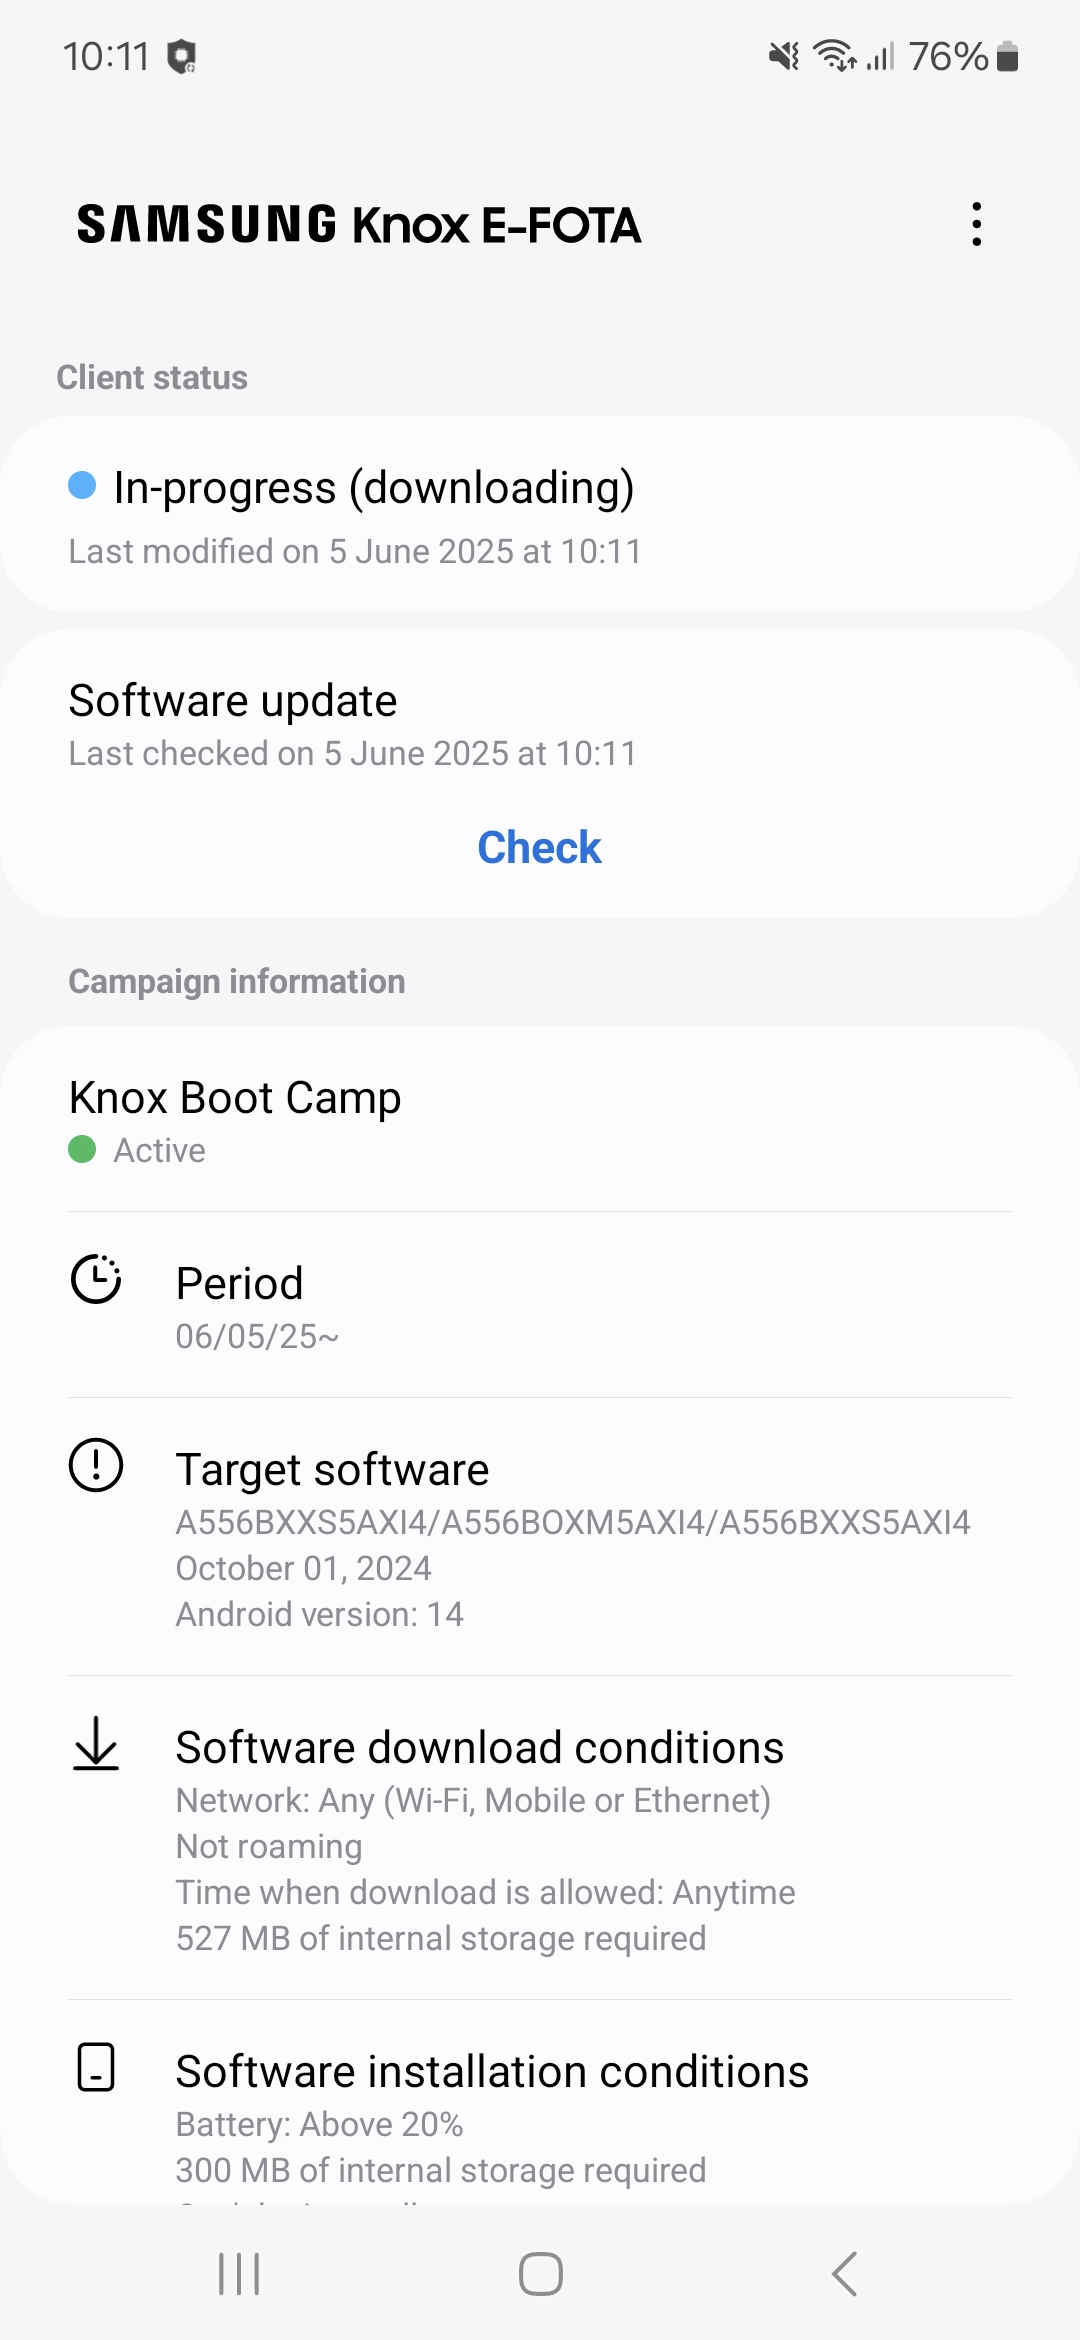 10:11 76%
SAMSUNG Knox E-FOTA
Client status
In-progress (downloading)
Last modified on 5 June 2025 at 10:11
Software update
Last checked on 5 June 2025 at 10:11
Check
Campaign information
Knox Boot Camp
Active
Period
06/05/25~
Target software
A556BXXS5AXI4/A556BOXM5AXI4/A556BXXS5AXI4
October 01, 2024
Android version: 14
Software download conditions
Network: Any (Wi-Fi, Mobile or Ethernet)
Not roaming
Time when download is allowed: Anytime
527 MB of internal storage required
Software installation conditions
Battery: Above 20%
300 MB of internal storage required